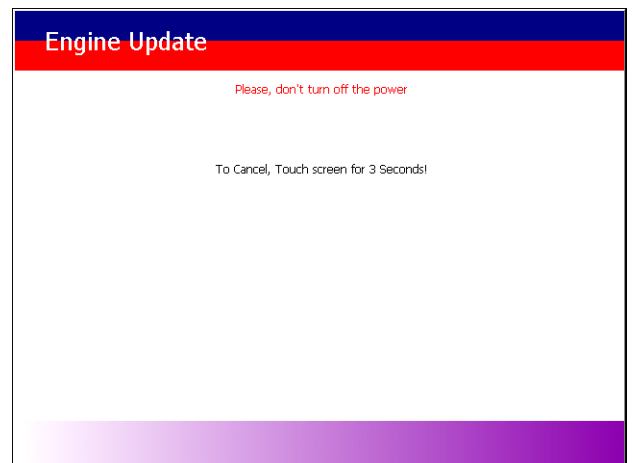 Engine Update
Please, don't turn off the power
To Cancel, Touch screen for 3 Seconds!